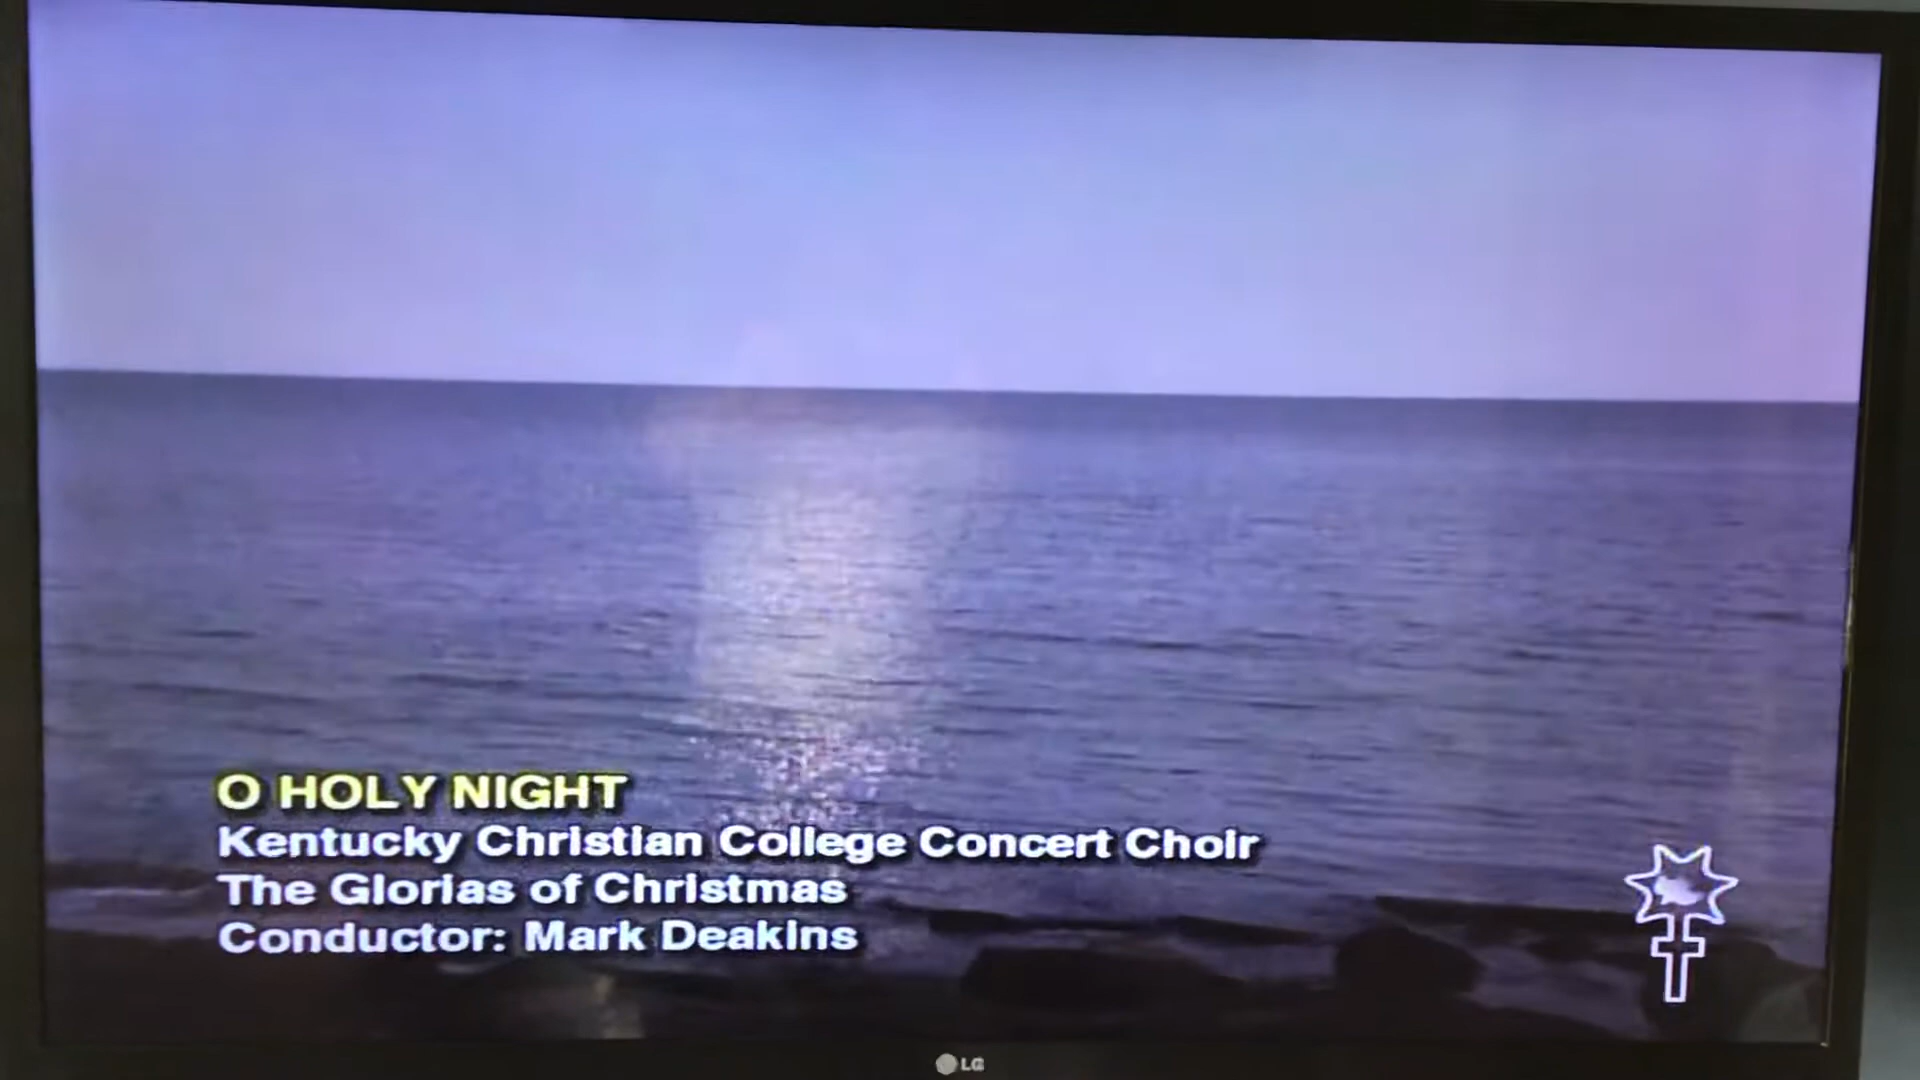 O HOLY NIGHT
Kentucky Christian College Concert Choir
The Glorias of Christmas
Conductor: Mark Deakins
LG